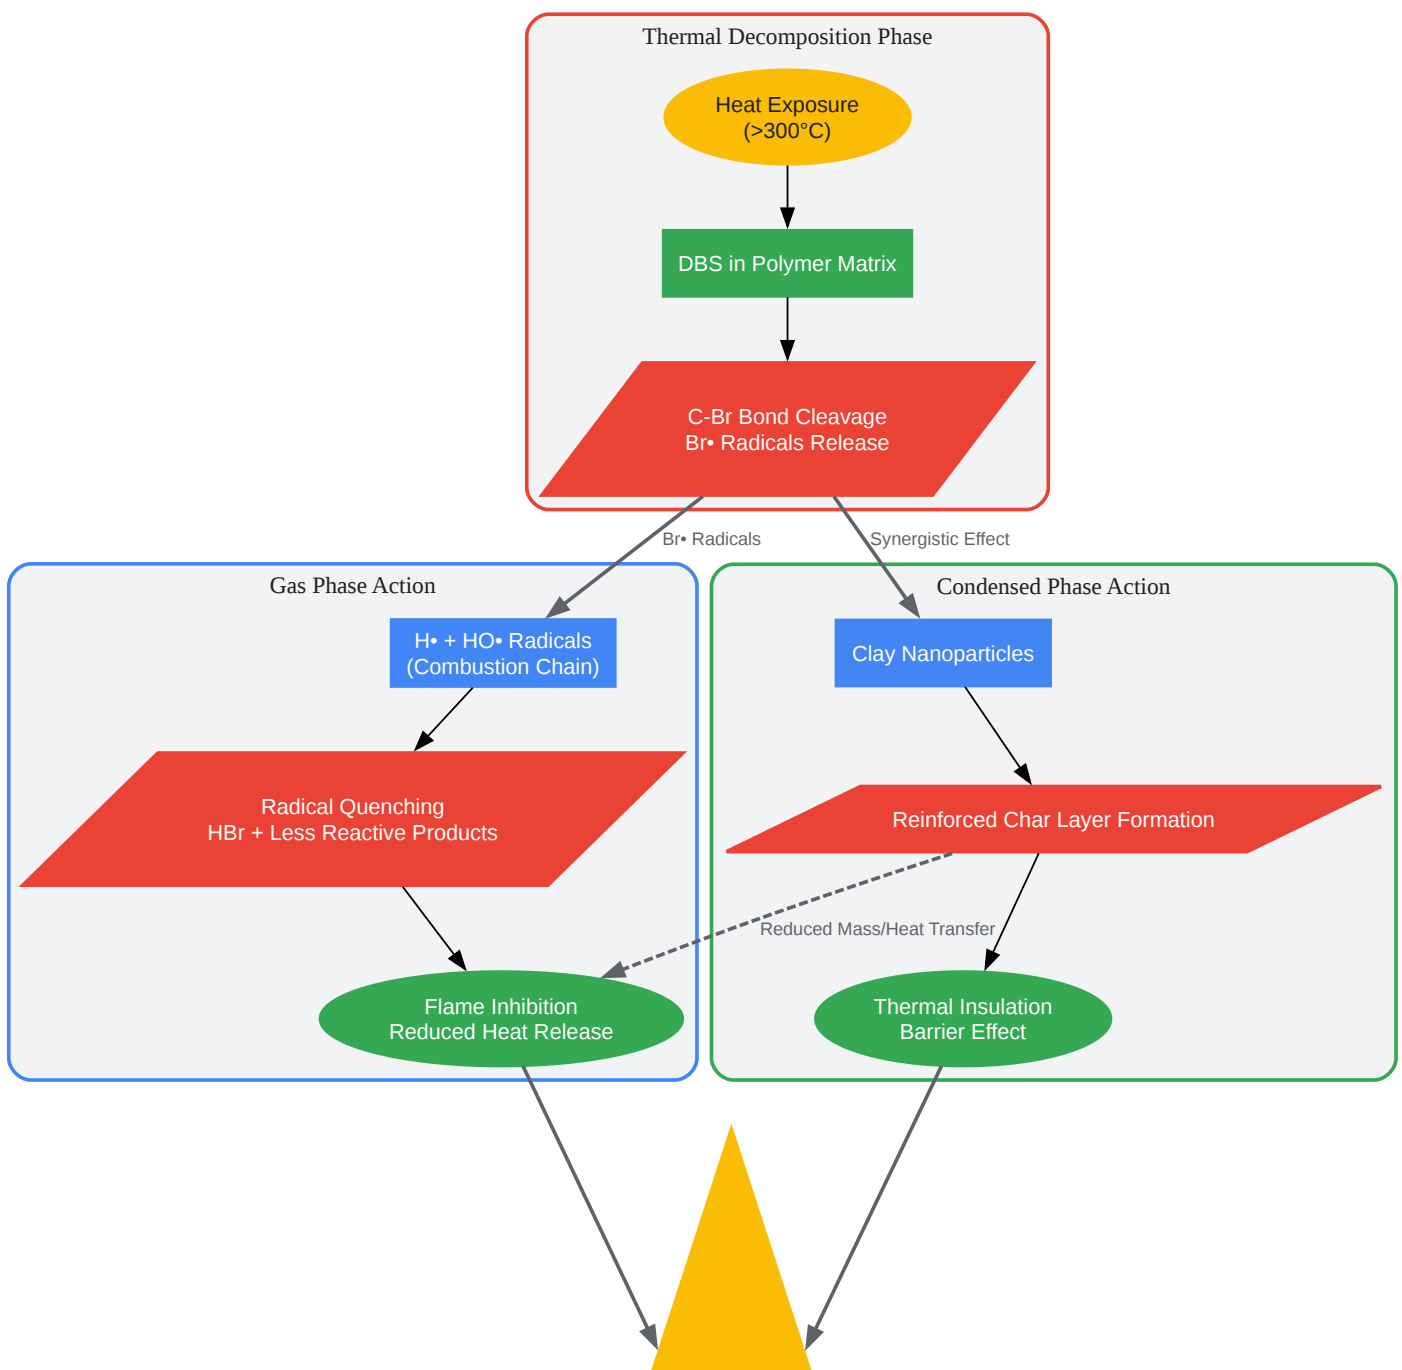 Thermal Decomposition Phase
Heat Exposure
(>300°C)
DBS in Polymer Matrix
C-Br Bond Cleavage
Br• Radicals Release
Br• Radicals
Synergistic Effect
Gas Phase Action
H• + HO• Radicals
(Combustion Chain)
Radical Quenching
HBr + Less Reactive Products
Flame Inhibition
Reduced Heat Release
Condensed Phase Action
Clay Nanoparticles
Reinforced Char Layer Formation
Reduced Mass/Heat Transfer
Thermal Insulation
Barrier Effect